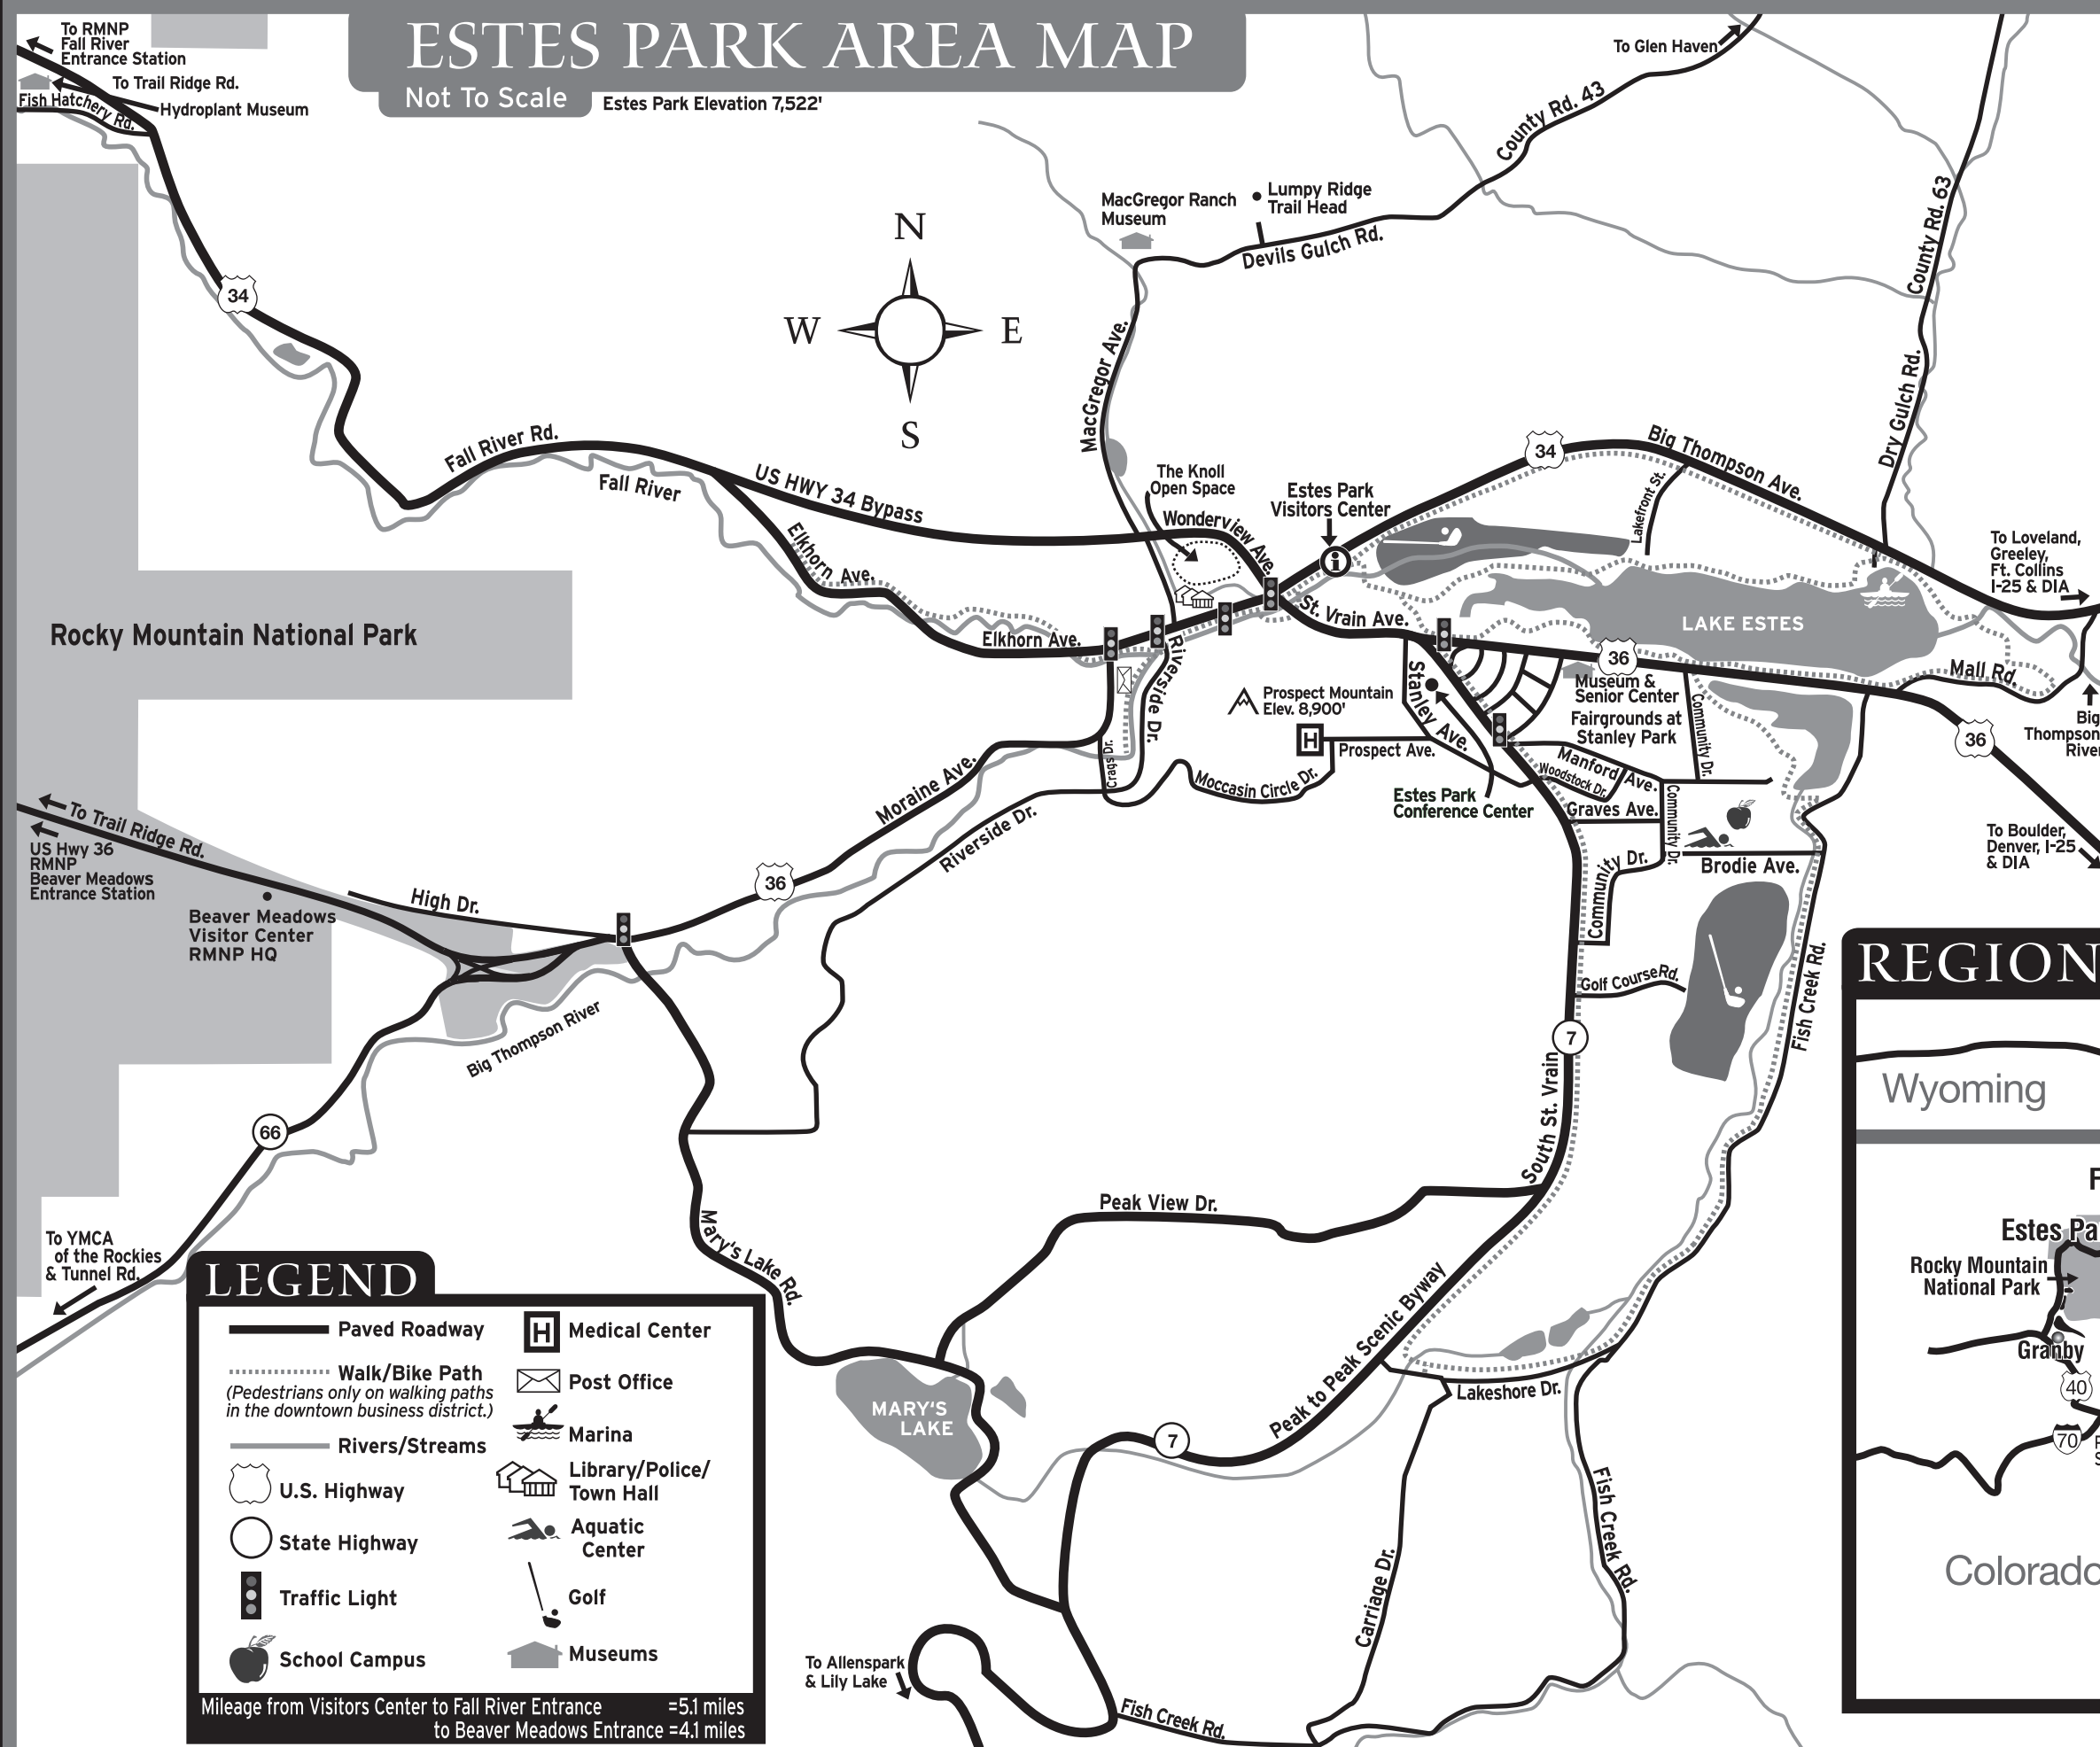 ESTES PARK AREA MAP
Not To Scale
Estes Park Elevation 7,522'
To RMNP
Fall River
Entrance Station
To Trail Ridge Rd.
Hydroplant Museum
Fish Hatchery Rd.
34
N
W
E
S
To Glen Haven
County Rd. 43
County Rd. 63
MacGregor Ranch
Museum
Lumpy Ridge
Trail Head
Devils Gulch Rd.
MacGregor Ave.
Dry Gulch Rd.
Fall River Rd.
Fall River
US HWY 34 Bypass
The Knoll
Open Space
Wonderview Ave.
Estes Park
Visitors Center
34
Big Thompson Ave.
Lakefront St.
To Loveland,
Greeley,
Ft. Collins
I-25 & DIA
Elkhorn Ave.
Elkhorn Ave.
St. Vrain Ave.
LAKE ESTES
36
Mall Rd.
Rocky Mountain National Park
Riverside Dr.
Prospect Mountain
Elev. 8,900'
H
Prospect Ave.
Stanley Ave.
Museum &
Senior Center
Fairgrounds at
Stanley Park
Community Dr.
36
Big
Thompson
River
Crags Dr.
Moccasin Circle Dr.
Estes Park
Conference Center
Manford Ave.
Woodstock Dr.
Graves Ave.
Community Dr.
Brodie Ave.
Community Dr.
To Boulder,
Denver, I-25
& DIA
Moraine Ave.
Riverside Dr.
36
To Trail Ridge Rd.
US Hwy 36
RMNP
Beaver Meadows
Entrance Station
High Dr.
Beaver Meadows
Visitor Center
RMNP HQ
Big Thompson River
66
Golf Course Rd.
Fish Creek Rd.
7
South St. Vrain
REGION
Wyoming
Estes Pa
Rocky Mountain
National Park
Granby
40
70
Colorado
To YMCA
of the Rockies
& Tunnel Rd.
Mary's Lake Rd.
Peak View Dr.
Peak to Peak Scenic Byway
Lakeshore Dr.
MARY'S
LAKE
7
Fish Creek Rd.
Carriage Dr.
To Allenspark
& Lily Lake
Fish Creek Rd.
LEGEND
Paved Roadway
Walk/Bike Path
(Pedestrians only on walking paths
in the downtown business district.)
Rivers/Streams
U.S. Highway
State Highway
Traffic Light
School Campus
H Medical Center
Post Office
Marina
Library/Police/
Town Hall
Aquatic
Center
Golf
Museums
Mileage from Visitors Center to Fall River Entrance =5.1 miles
to Beaver Meadows Entrance =4.1 miles